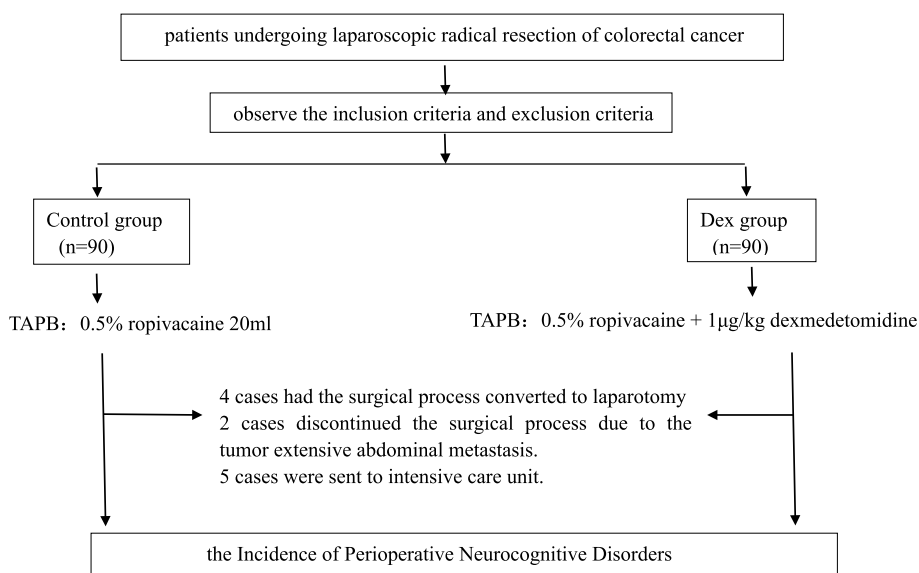 patients undergoing laparoscopic radical resection of colorectal cancer
observe the inclusion criteria and exclusion criteria
Control group
(n=90)
Dex group
(n=90)
TAPB：0.5% ropivacaine 20ml
TAPB：0.5% ropivacaine + 1μg/kg dexmedetomidine
4 cases had the surgical process converted to laparotomy
2 cases discontinued the surgical process due to the
tumor extensive abdominal metastasis.
5 cases were sent to intensive care unit.
the Incidence of Perioperative Neurocognitive Disorders